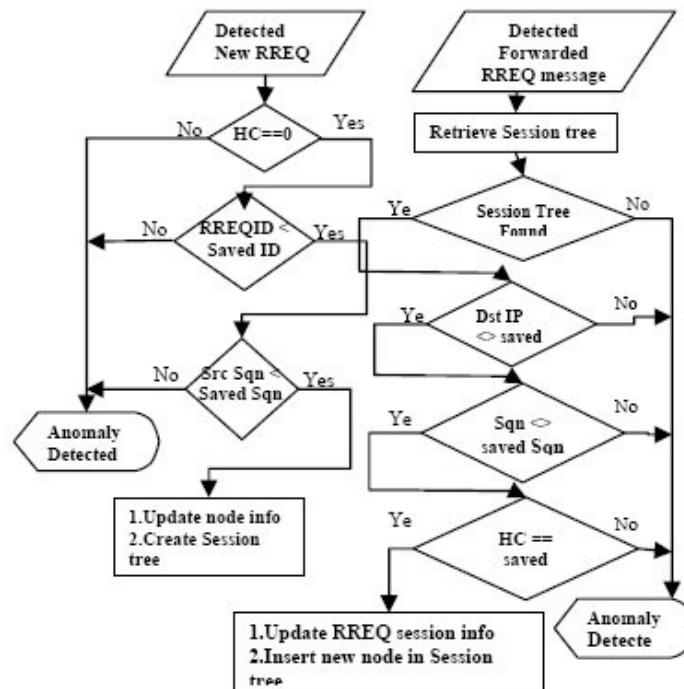 Detected
New RREQ
No
HC==0
Yes
No
RREQID <
Saved ID
Yes
No
Src Sqn <
Saved Sqn
Yes
Anomaly
Detected
1.Update node info
2.Create Session
tree
Detected
Forwarded
RREQ message
Retrieve Session tree
Ye
Session Tree
Found
No
Ye
Dst IP
<> saved
No
Ye
Sqn <>
saved Sqn
No
Ye
HC ==
saved
No
1.Update RREQ session info
2.Insert new node in Session
tree
Anomaly
Detecte